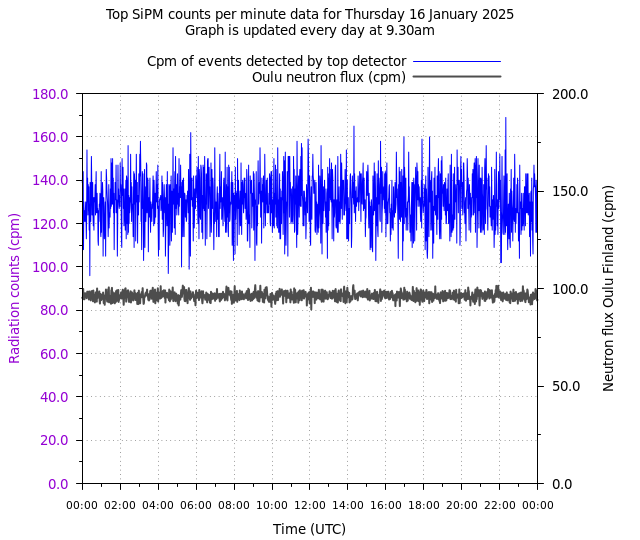 Top SiPM counts per minute data for Thursday 16 January 2025
Graph is updated every day at 9.30am
Cpm of events detected by top detector
Oulu neutron flux (cpm)
180.0
160.0
140.0
120.0
100.0
80.0
60.0
40.0
20.0
0.0
Radiation counts (cpm)
200.0
150.0
100.0
50.0
0.0
Neutron flux Oulu Finland (cpm)
00:00 02:00 04:00 06:00 08:00 10:00 12:00 14:00 16:00 18:00 20:00 22:00 00:00
Time (UTC)